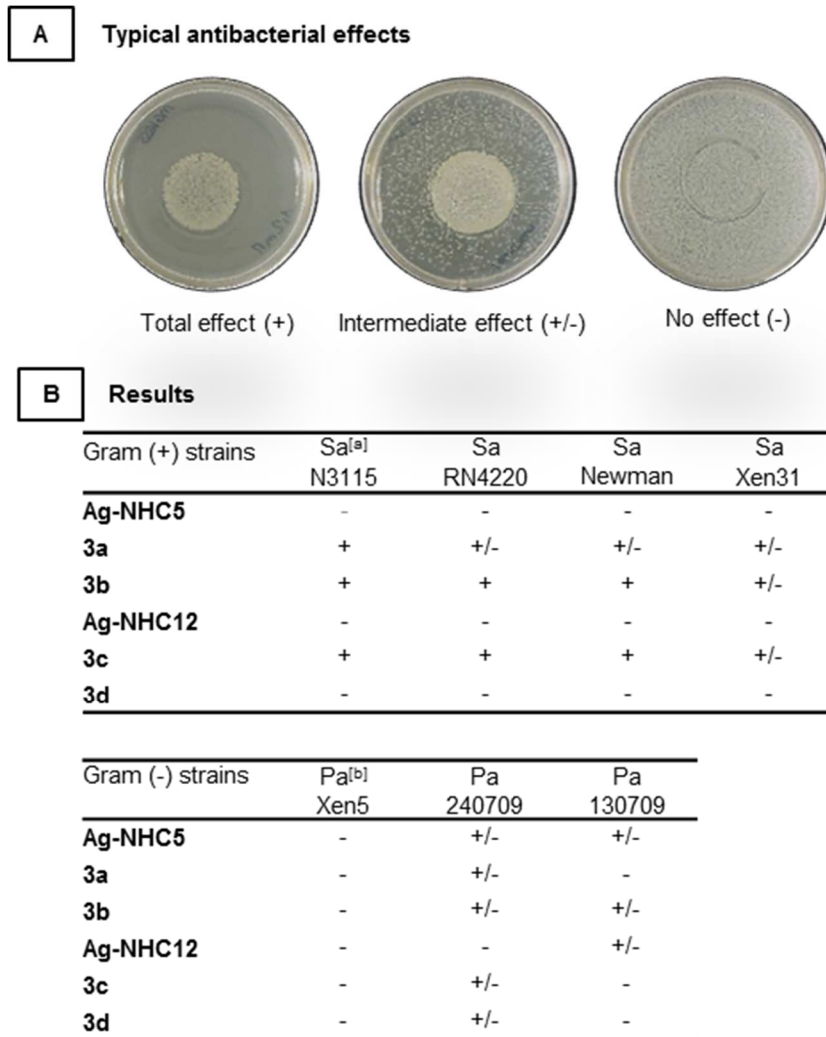 A Typical antibacterial effects
Total effect (+) Intermediate effect (+/-) No effect (-)
B Results
Gram (+) strains Sa[a] Sa Sa Sa
N3115 RN4220 Newman Xen31
Ag-NHC5 - - - -
3a + +/- +/- +/-
3b + + + +/-
Ag-NHC12 - - - -
3c + + + +/-
3d - - - -
Gram (-) strains Pa[b] Pa Pa
Xen5 240709 130709
Ag-NHC5 - +/- +/-
3a - +/- -
3b - +/- +/-
Ag-NHC12 - - +/-
3c - +/- -
3d - +/- -